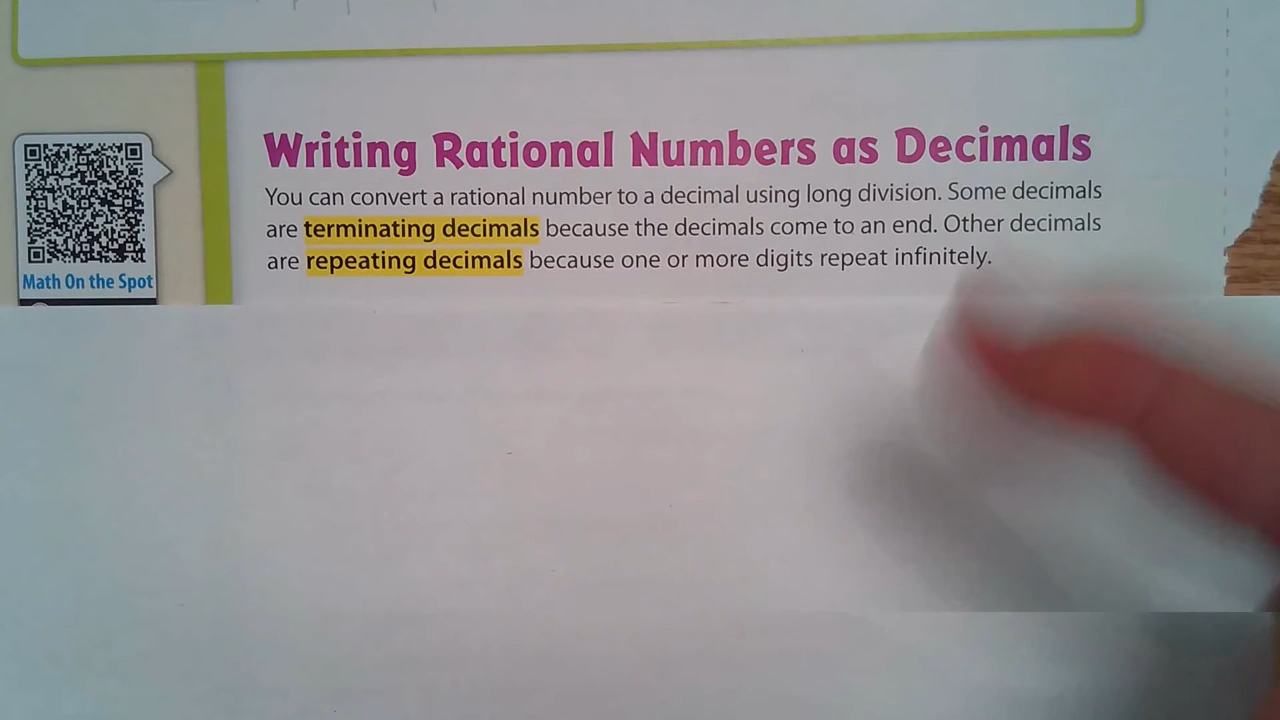 Writing Rational Numbers as Decimals
You can convert a rational number to a decimal using long division. Some decimals
are terminating decimals because the decimals come to an end. Other decimals
are repeating decimals because one or more digits repeat infinitely.
Math On the Spot